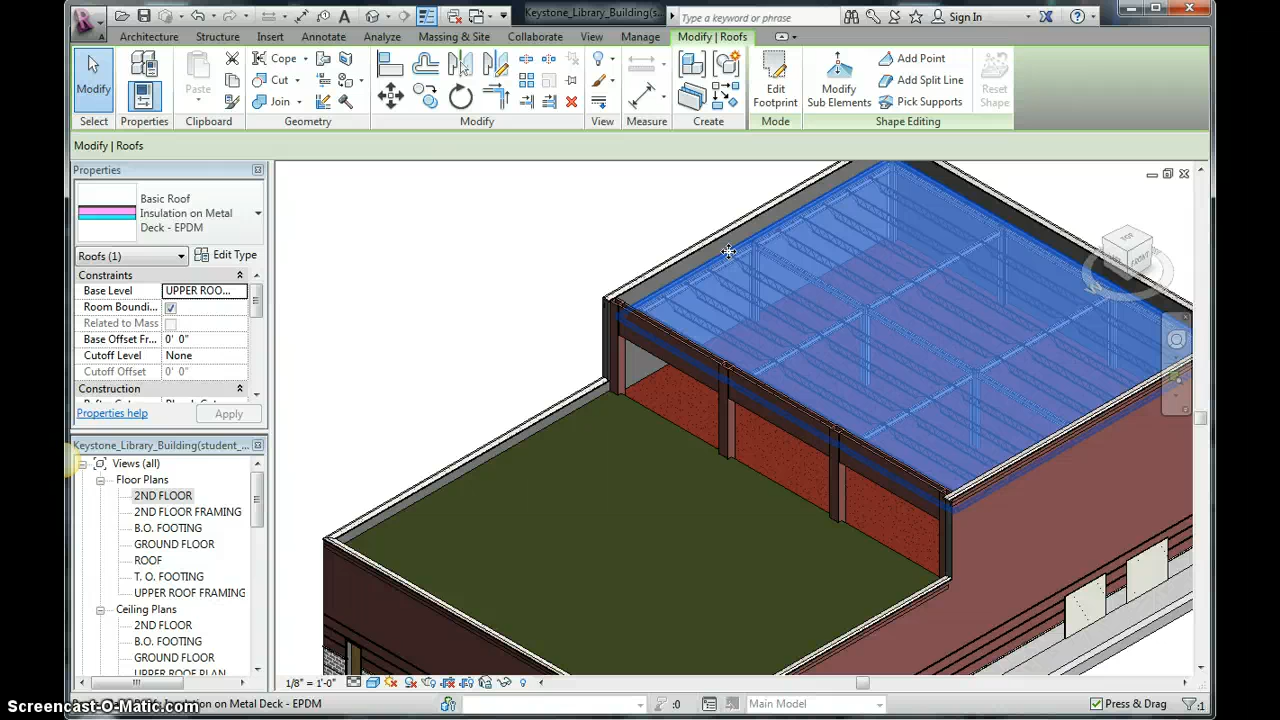 Keystone_Library_Building(s...
Type a keyword or phrase
Sign In
Architecture
Structure
Insert
Annotate
Analyze
Massing & Site
Collaborate
View
Manage
Modify | Roofs
Modify
Select
Properties
Paste
Clipboard
Cope
Cut
Join
Geometry
Modify
View
Measure
Create
Edit
Footprint
Mode
Modify
Sub Elements
Add Point
Add Split Line
Pick Supports
Reset
Shape
Shape Editing
Modify | Roofs
Properties
Basic Roof
Insulation on Metal
Deck - EPDM
Roofs (1)
Edit Type
Constraints
Base Level
UPPER ROO...
Room Boundi...
Related to Mass
Base Offset Fr...
0' 0"
Cutoff Level
None
Cutoff Offset
0' 0"
Construction
Properties help
Apply
Keystone_Library_Building(student_...
Views (all)
Floor Plans
2ND FLOOR
2ND FLOOR FRAMING
B.O. FOOTING
GROUND FLOOR
ROOF
T. O. FOOTING
UPPER ROOF FRAMING
Ceiling Plans
2ND FLOOR
B.O. FOOTING
GROUND FLOOR
UPPER ROOF PLAN
TOP
FRONT
1/8" = 1'-0"
on Metal Deck - EPDM
:0
Main Model
Press & Drag
:1
Screencast-O-Matic.com